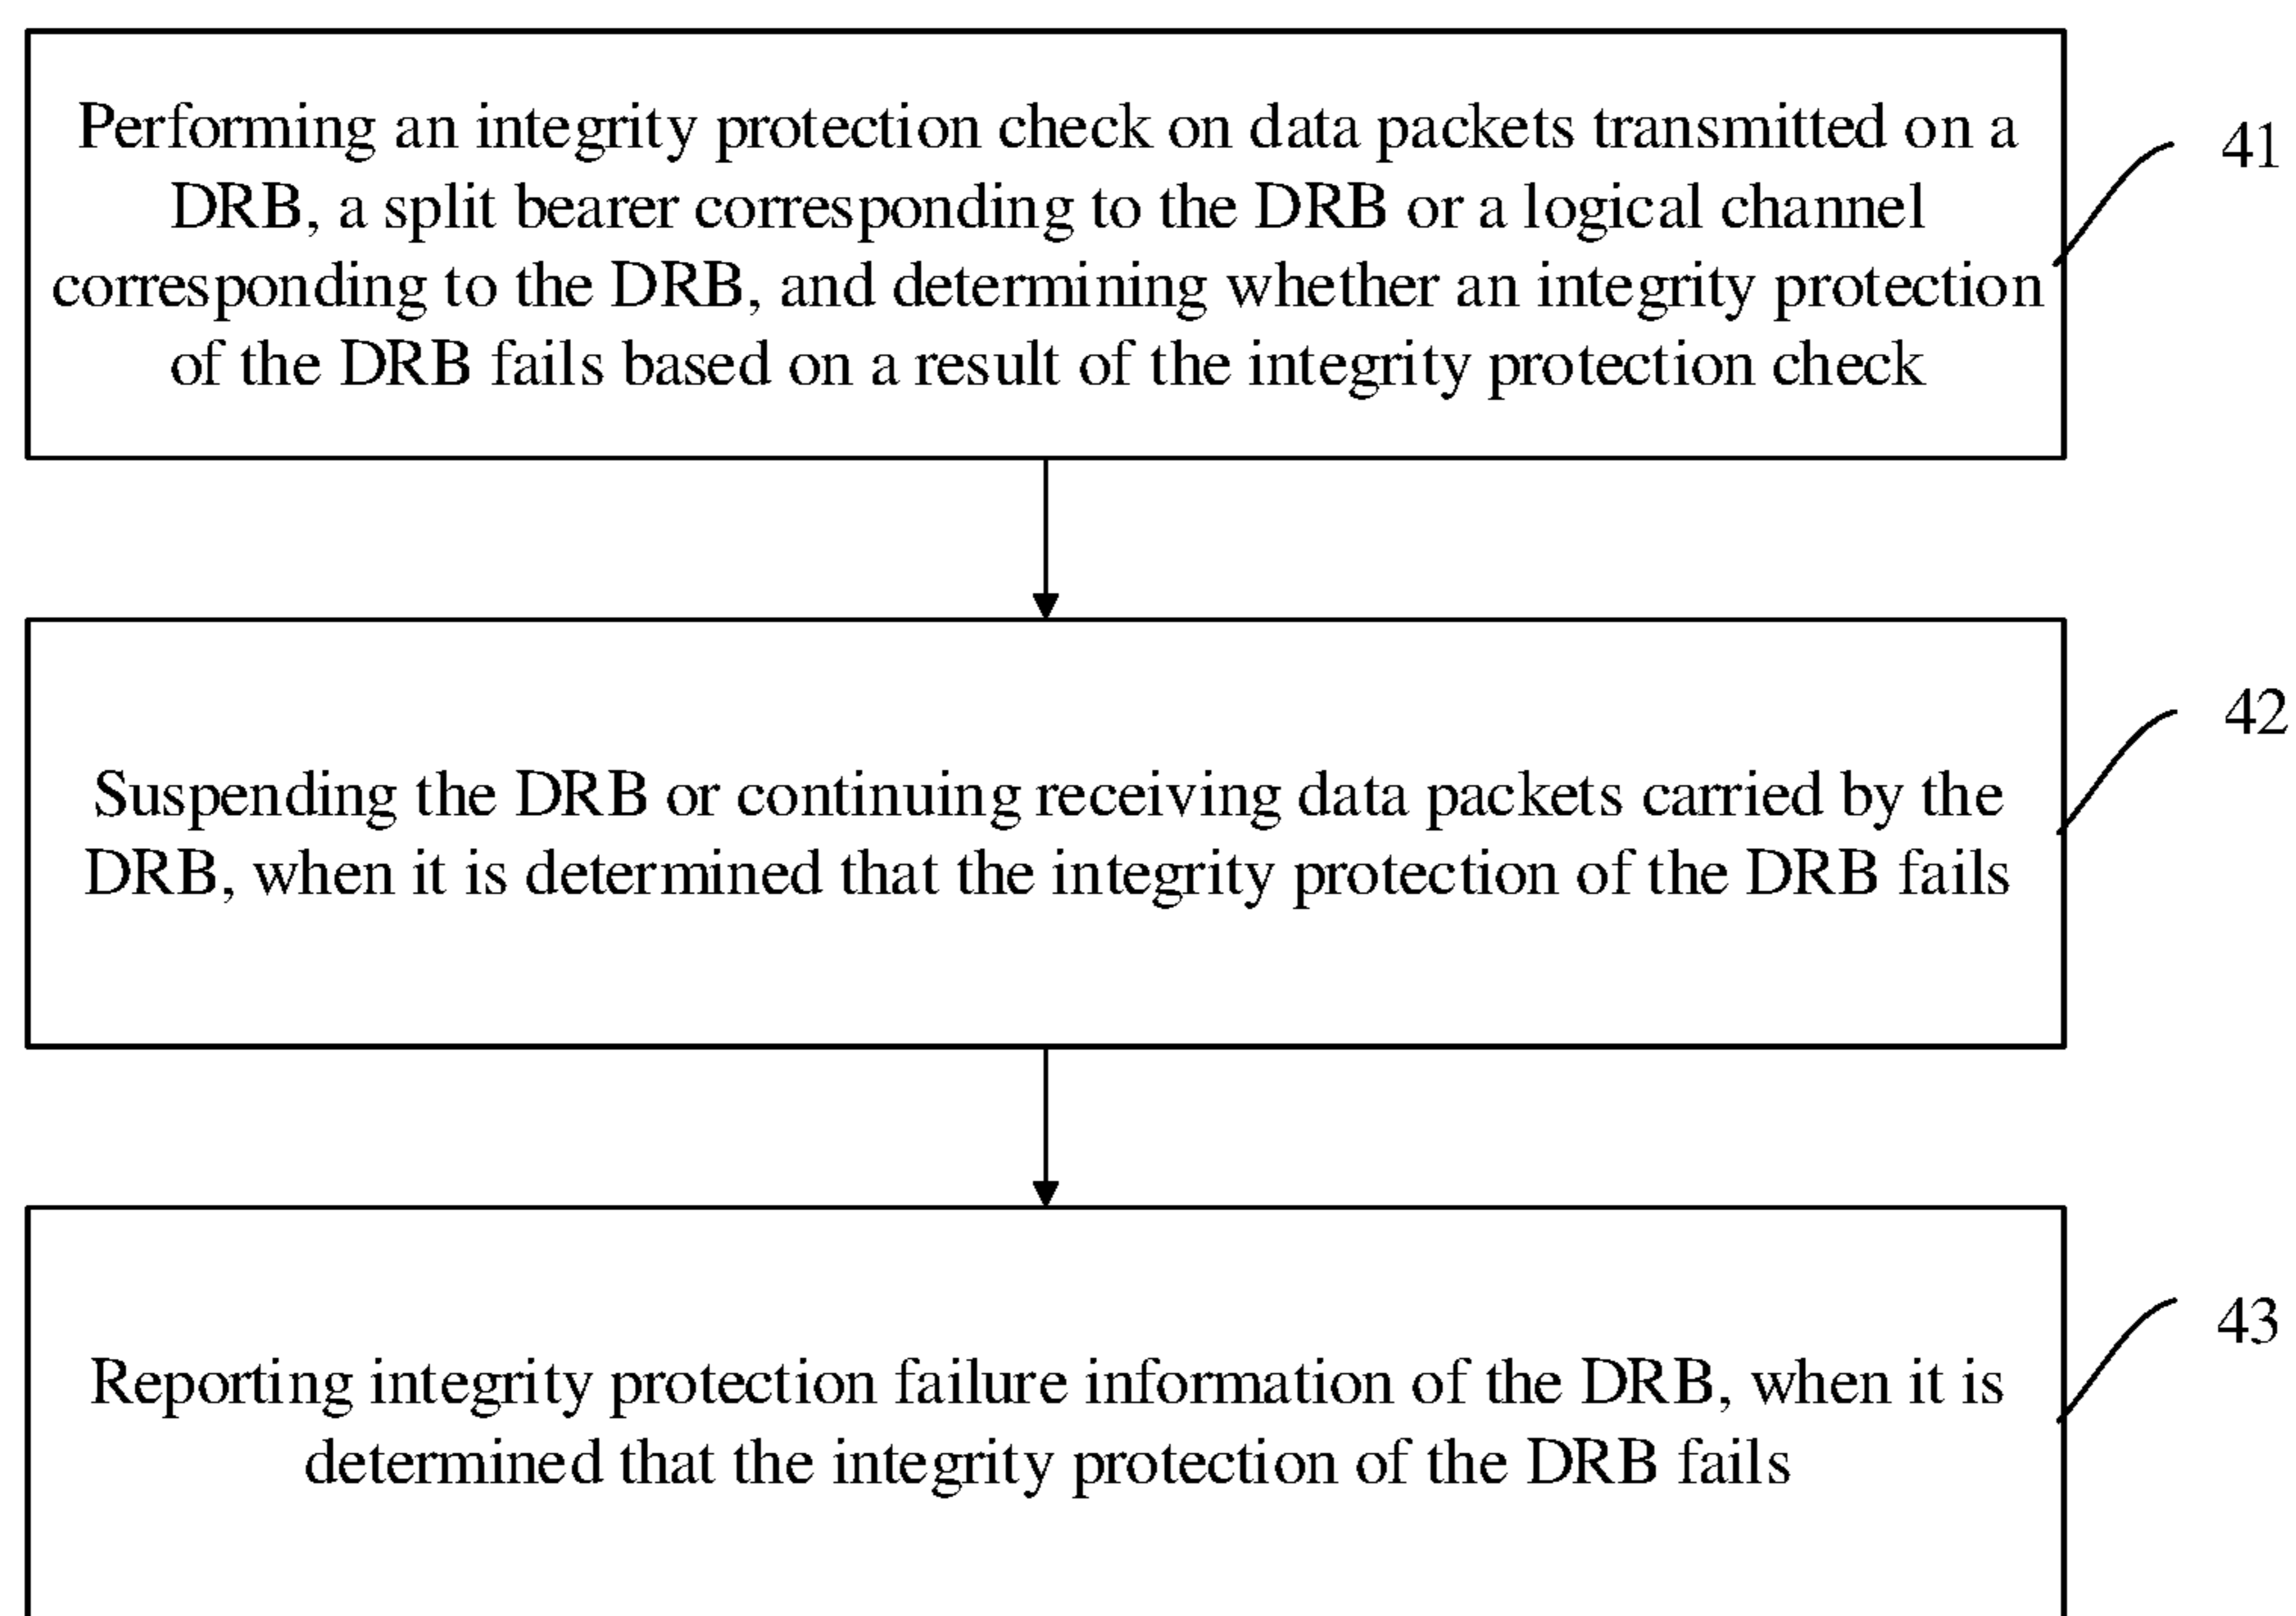 Performing an integrity protection check on data packets transmitted on a
DRB, a split bearer corresponding to the DRB or a logical channel
corresponding to the DRB, and determining whether an integrity protection
of the DRB fails based on a result of the integrity protection check
41
Suspending the DRB or continuing receiving data packets carried by the
DRB, when it is determined that the integrity protection of the DRB fails
42
Reporting integrity protection failure information of the DRB, when it is
determined that the integrity protection of the DRB fails
43